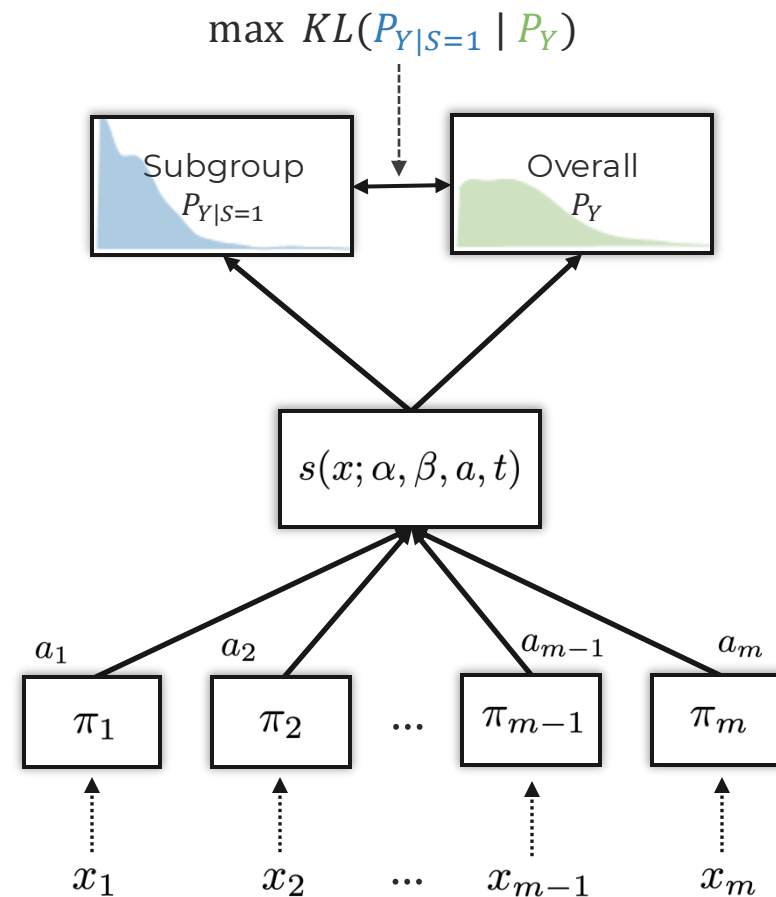 max KL(P_{Y|S=1} | P_Y)
Subgroup Overall
P_{Y|S=1} P_Y
s(x; α, β, a, t)
a_1 a_2 a_{m−1} a_m
π_1 π_2 ... π_{m−1} π_m
x_1 x_2 ... x_{m−1} x_m